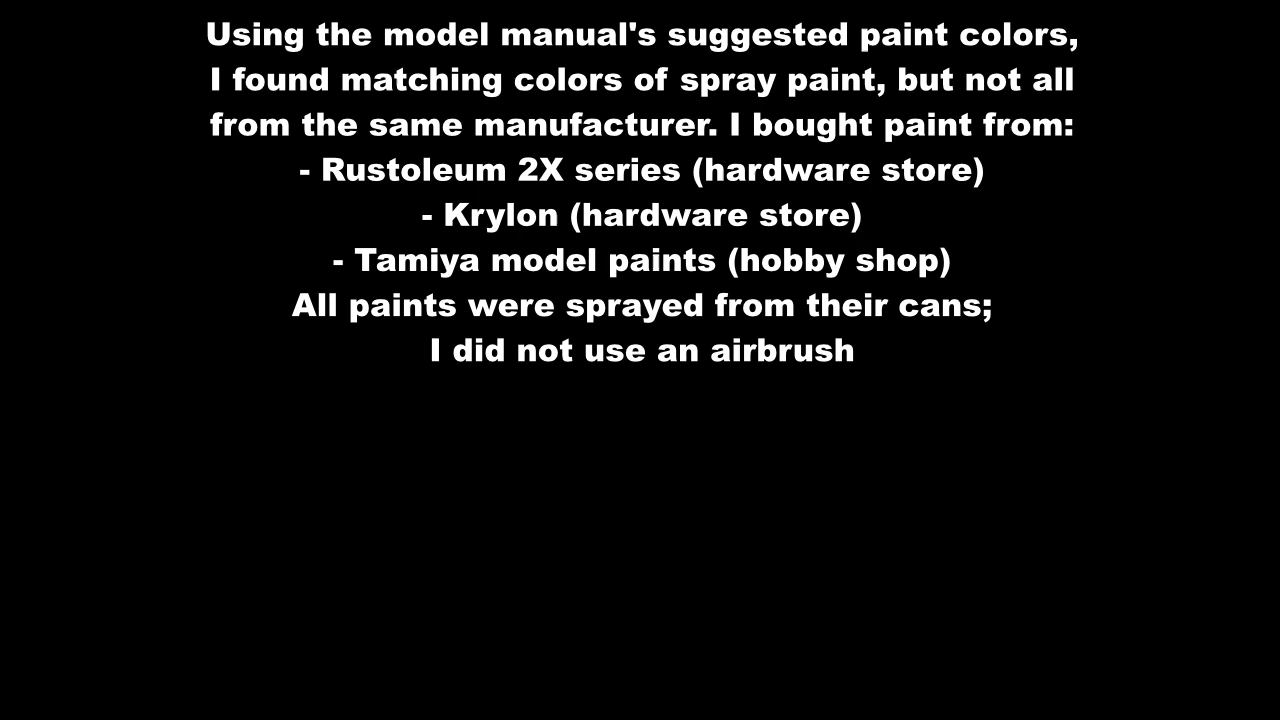 Using the model manual's suggested paint colors,
I found matching colors of spray paint, but not all
from the same manufacturer. I bought paint from:
- Rustoleum 2X series (hardware store)
- Krylon (hardware store)
- Tamiya model paints (hobby shop)
All paints were sprayed from their cans;
I did not use an airbrush